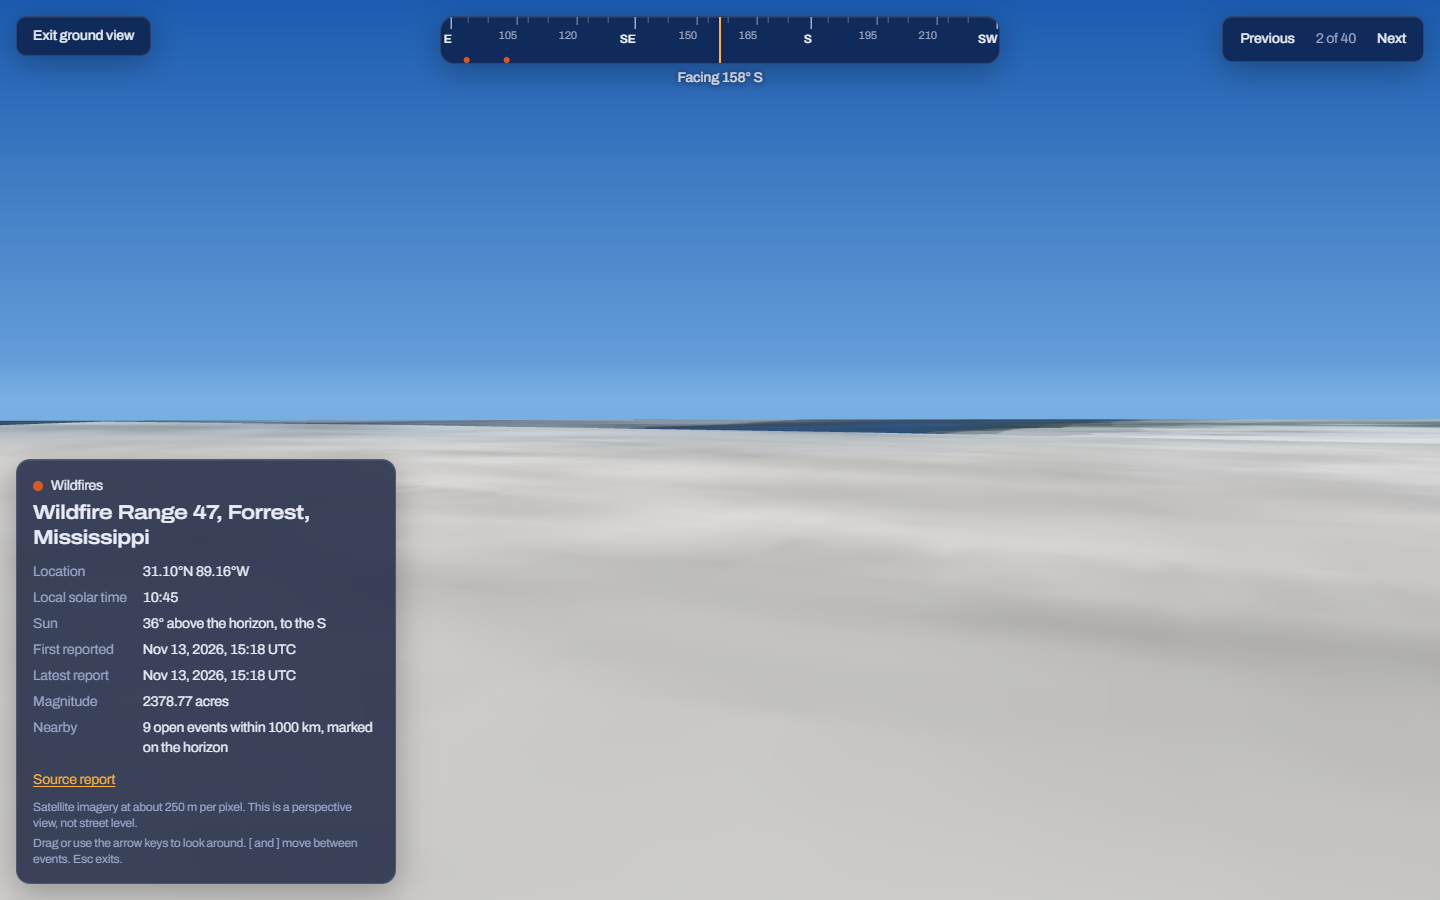 Exit ground view
E 105 120 SE 150 165 S 195 210 SW
Facing 158° S
Previous 2 of 40 Next
Wildfires
Wildfire Range 47, Forrest,
Mississippi
Location 31.10°N 89.16°W
Local solar time 10:45
Sun 36° above the horizon, to the S
First reported Nov 13, 2026, 15:18 UTC
Latest report Nov 13, 2026, 15:18 UTC
Magnitude 2378.77 acres
Nearby 9 open events within 1000 km, marked
on the horizon
Source report
Satellite imagery at about 250 m per pixel. This is a perspective
view, not street level.
Drag or use the arrow keys to look around. [ and ] move between
events. Esc exits.